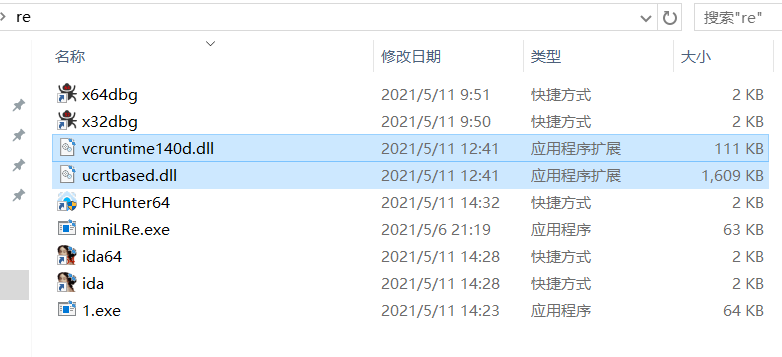 re 搜索"re"
名称 修改日期 类型 大小
x64dbg 2021/5/11 9:51 快捷方式 2 KB
x32dbg 2021/5/11 9:50 快捷方式 2 KB
vcruntime140d.dll 2021/5/11 12:41 应用程序扩展 111 KB
ucrtbased.dll 2021/5/11 12:41 应用程序扩展 1,609 KB
PCHunter64 2021/5/11 14:32 快捷方式 2 KB
miniLRe.exe 2021/5/6 21:19 应用程序 63 KB
ida64 2021/5/11 14:28 快捷方式 2 KB
ida 2021/5/11 14:28 快捷方式 2 KB
1.exe 2021/5/11 14:23 应用程序 64 KB